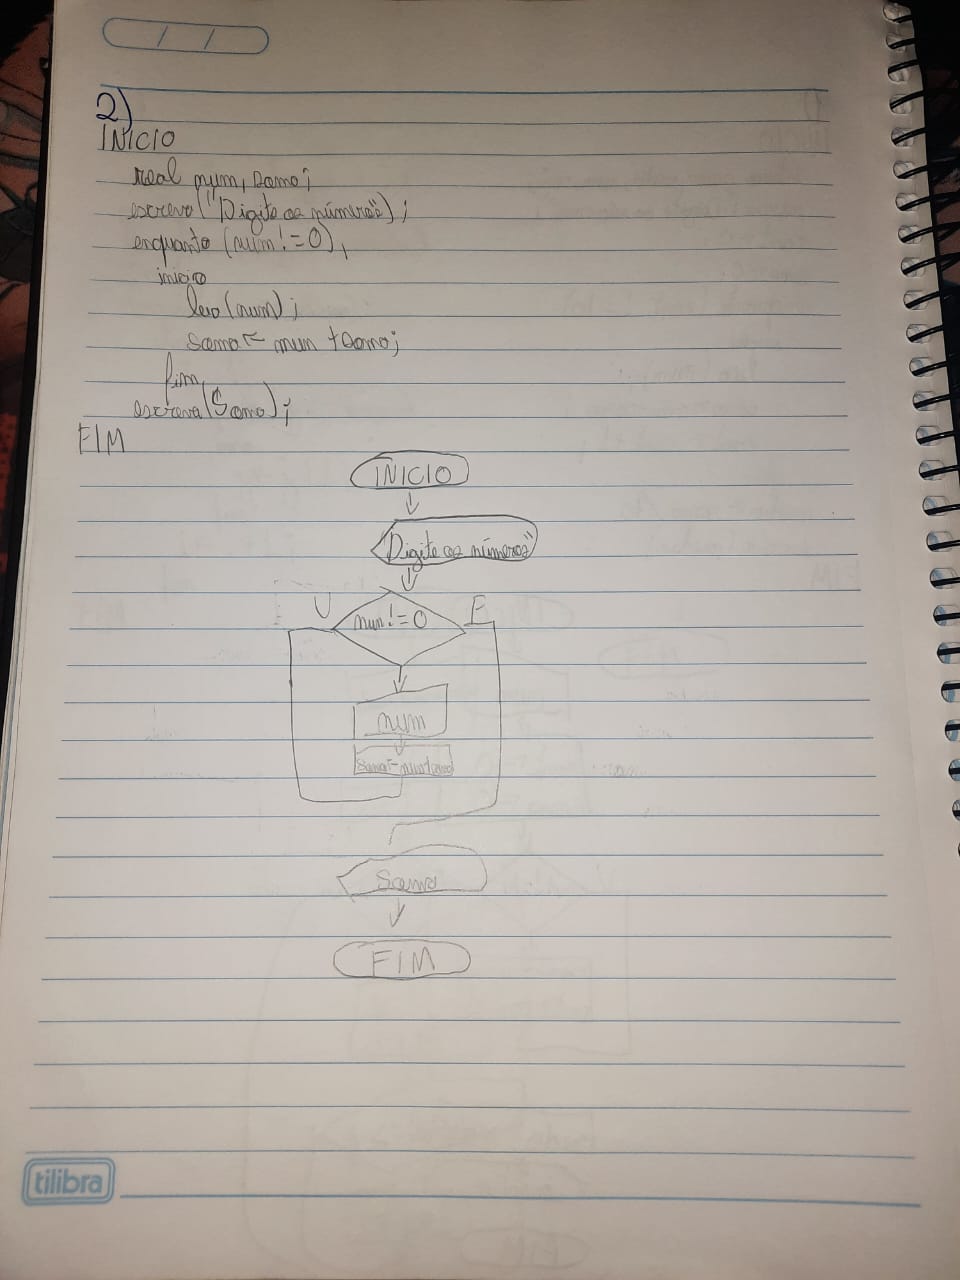 2)
INICIO
real num, soma;
escreva("Digite os números");
enquanto (num != 0),
inicio
leia (num);
soma ← num + soma;
fim,
escreva(Soma);
FIM
INICIO
"Digite os números"
V num != 0 F
num
soma ← num + soma
Soma
FIM
tilibra